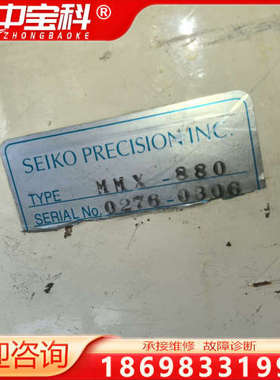 中宝科
ZHONGBAOKE
SEIKO PRECISION INC.
TYPE MMX-880
SERIAL No. 0276-0306
承接维修 故障诊断
迎咨询
1869833319